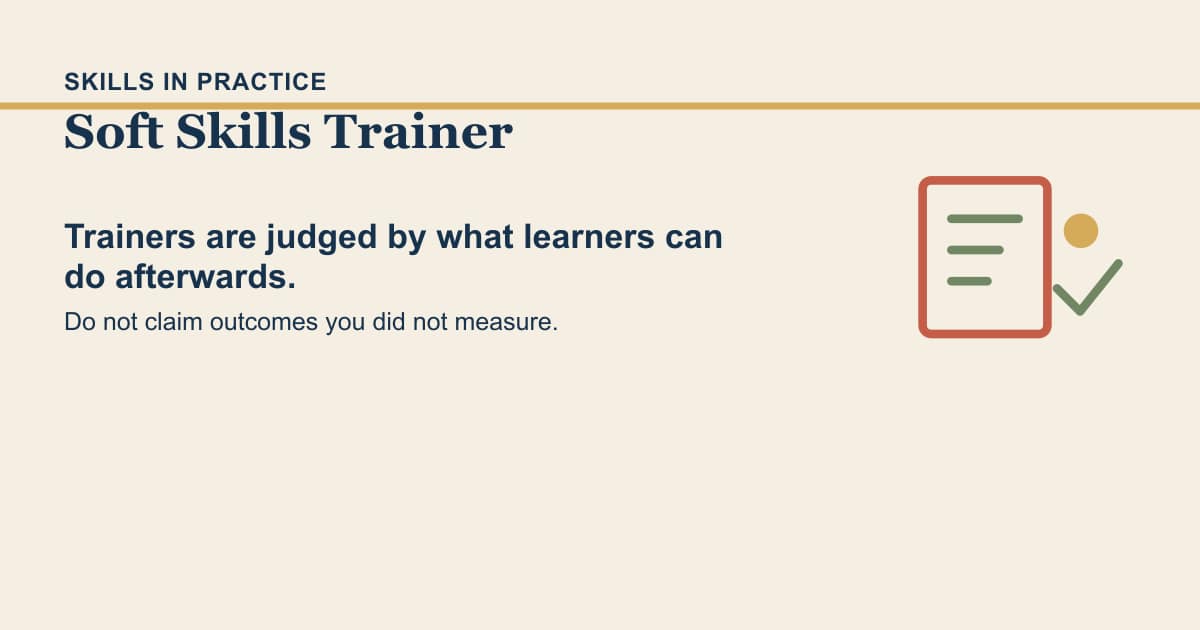 SKILLS IN PRACTICE
Soft Skills Trainer
Trainers are judged by what learners can
do afterwards.
Do not claim outcomes you did not measure.